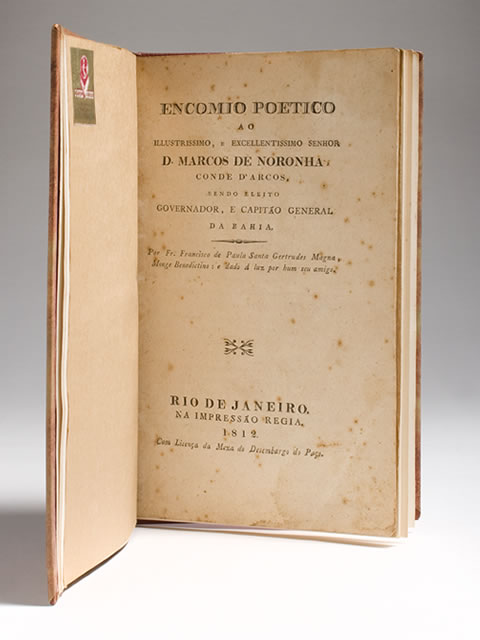 ENCOMIO POETICO
AO
ILLUSTRISSIMO, E EXCELLENTISSIMO SENHOR
D. MARCOS DE NORONHA
CONDE D'ARCOS,
SENDO ELEITO
GOVERNADOR, E CAPITÃO GENERAL
DA BAHIA.
Por Fr. Francisco de Paula Santa Gertrudes Magna,
Monge Benedictino: e dado á luz por hum seu amigo.
RIO DE JANEIRO.
NA IMPRESSÃO REGIA.
1812.
Com Licença da Meza do Desembargo do Paço.